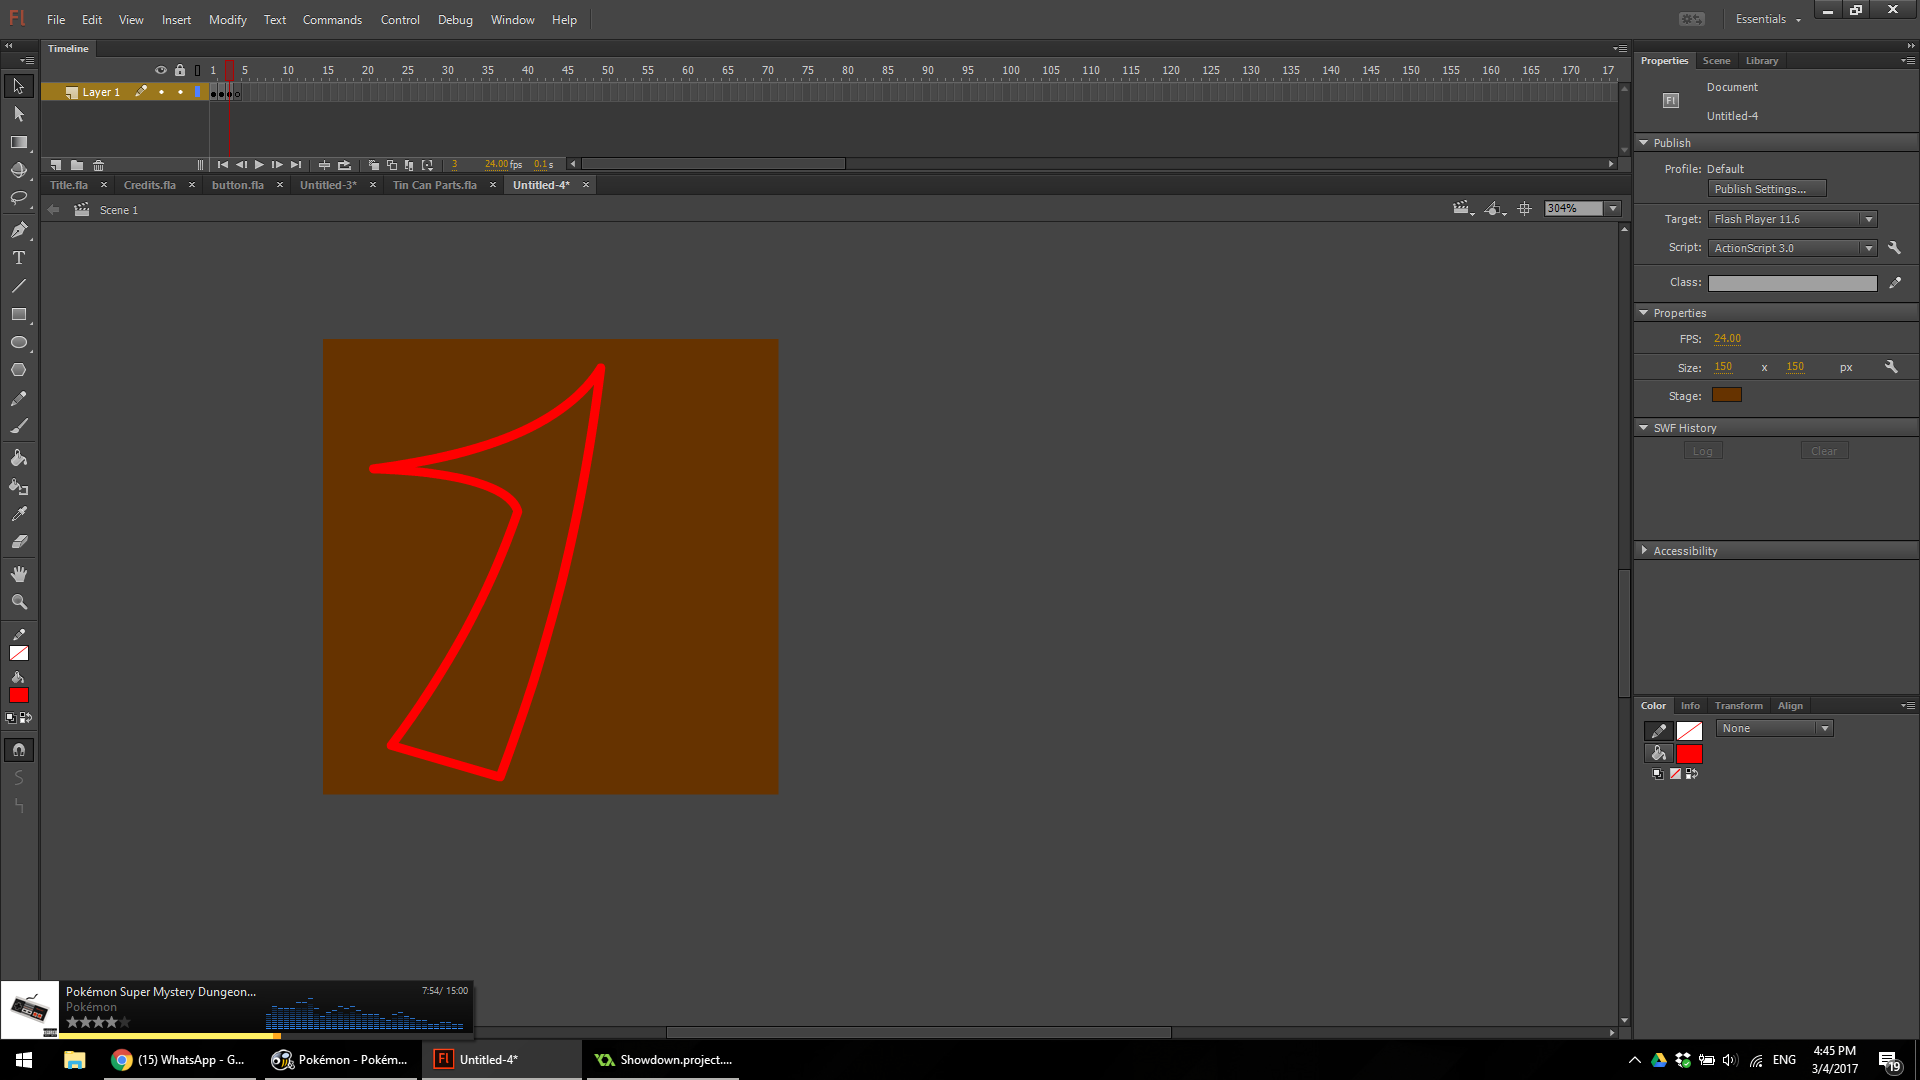 Fl File Edit View Insert Modify Text Commands Control Debug Window Help Essentials
Timeline
1 5 10 15 20 25 30 35 40 45 50 55 60 65 70 75 80 85 90 95 100 105 110 115 120 125 130 135 140 145 150 155 160 165 170 17
Layer 1
3 24.00 fps 0.1 s
Title.fla Credits.fla button.fla Untitled-3* Tin Can Parts.fla Untitled-4*
Scene 1 304%
Properties Scene Library
Fl Document
Untitled-4
Publish
Profile: Default
Publish Settings...
Target: Flash Player 11.6
Script: ActionScript 3.0
Class:
Properties
FPS: 24.00
Size: 150 x 150 px
Stage:
SWF History
Log Clear
Accessibility
Color Info Transform Align
None
Pokémon Super Mystery Dungeon... 7:54/ 15:00
Pokémon
(15) WhatsApp - G... Pokémon - Pokém... Fl Untitled-4* Showdown.project....
ENG 4:45 PM
3/4/2017
19